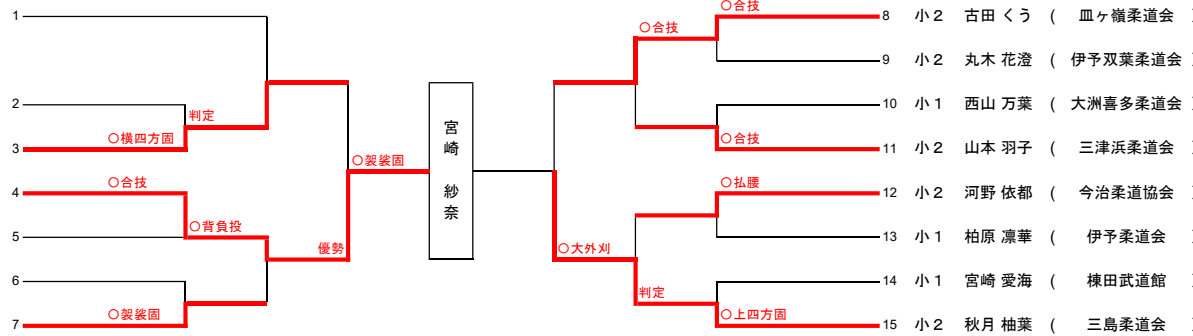 1
2
判定
○横四方固
3
4
○合技
○背負投
5
優勢
6
○袈裟固
7
○袈裟固
宮崎 紗奈
○合技
○合技
○合技
○払腰
○大外刈
判定
○上四方固
8 小2 古田 くう ( 皿ヶ嶺柔道会 )
9 小2 丸木 花澄 ( 伊予双葉柔道会 )
10 小1 西山 万葉 ( 大洲喜多柔道会 )
11 小2 山本 羽子 ( 三津浜柔道会 )
12 小2 河野 依都 ( 今治柔道協会 )
13 小1 柏原 凛華 ( 伊予柔道会 )
14 小1 宮崎 愛海 ( 棟田武道館 )
15 小2 秋月 柚葉 ( 三島柔道会 )